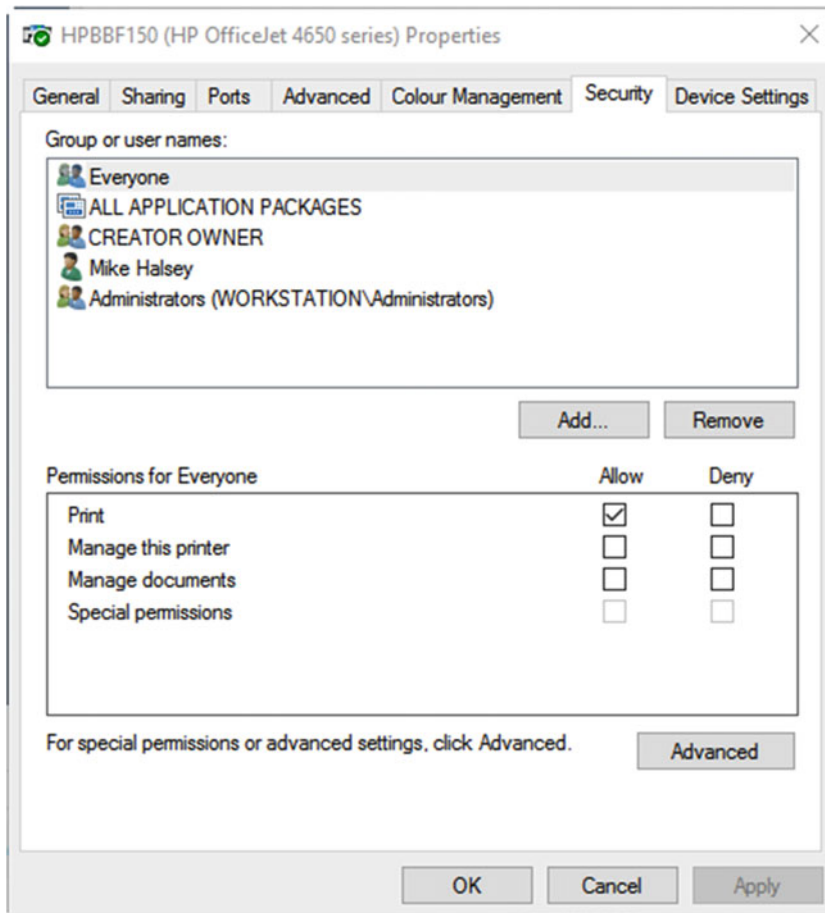 HPBBF150 (HP OfficeJet 4650 series) Properties
General Sharing Ports Advanced Colour Management Security Device Settings
Group or user names:
Everyone
ALL APPLICATION PACKAGES
CREATOR OWNER
Mike Halsey
Administrators (WORKSTATION\Administrators)
Add... Remove
Permissions for Everyone Allow Deny
Print
Manage this printer
Manage documents
Special permissions
For special permissions or advanced settings, click Advanced. Advanced
OK Cancel Apply